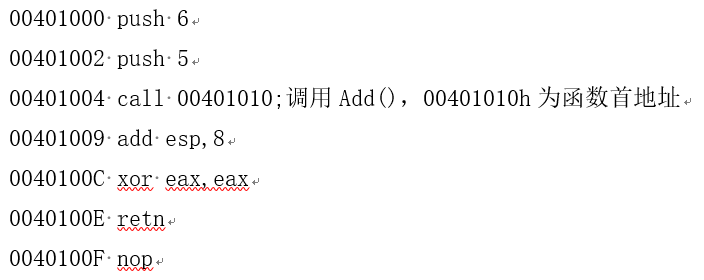 00401000 push 6
00401002 push 5
00401004 call 00401010;调用 Add()，00401010h 为函数首地址
00401009 add esp,8
0040100C xor eax,eax
0040100E retn
0040100F nop